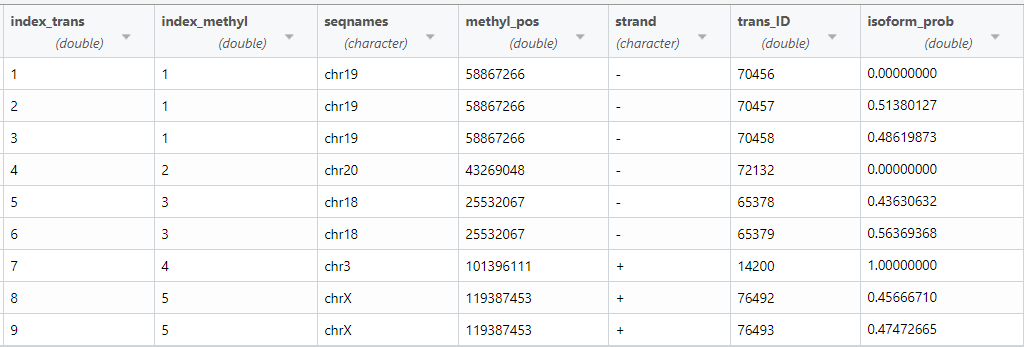 index_trans index_methyl seqnames methyl_pos strand trans_ID isoform_prob
(double) (double) (character) (double) (character) (double) (double)
1 1 chr19 58867266 - 70456 0.00000000
2 1 chr19 58867266 - 70457 0.51380127
3 1 chr19 58867266 - 70458 0.48619873
4 2 chr20 43269048 - 72132 0.00000000
5 3 chr18 25532067 - 65378 0.43630632
6 3 chr18 25532067 - 65379 0.56369368
7 4 chr3 101396111 + 14200 1.00000000
8 5 chrX 119387453 + 76492 0.45666710
9 5 chrX 119387453 + 76493 0.47472665